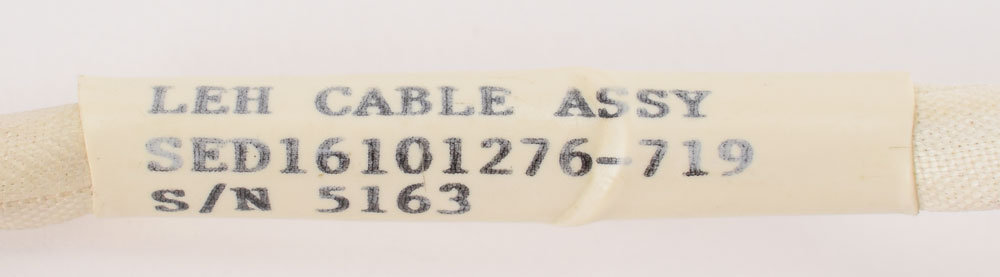 LEH CABLE ASSY
SED16101276-719
S/N 5163